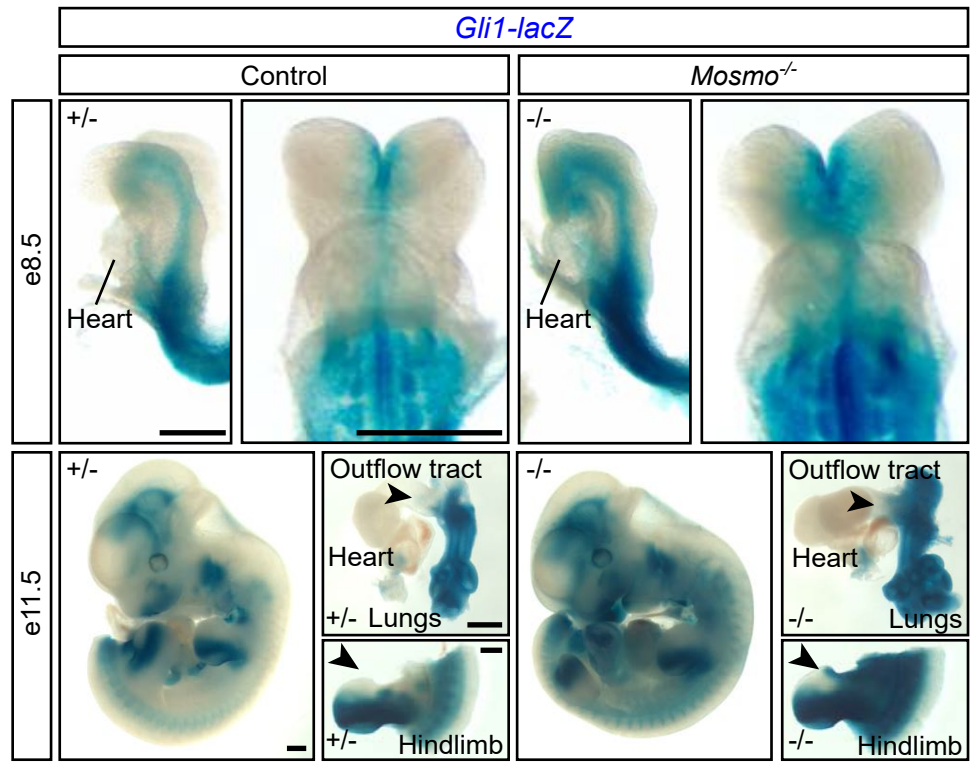 Gli1-lacZ
Control
Mosmo-/-
e8.5
+/-
Heart
-/-
Heart
e11.5
+/-
Outflow tract
Heart
+/- Lungs
+/- Hindlimb
-/-
Outflow tract
Heart
-/- Lungs
-/- Hindlimb